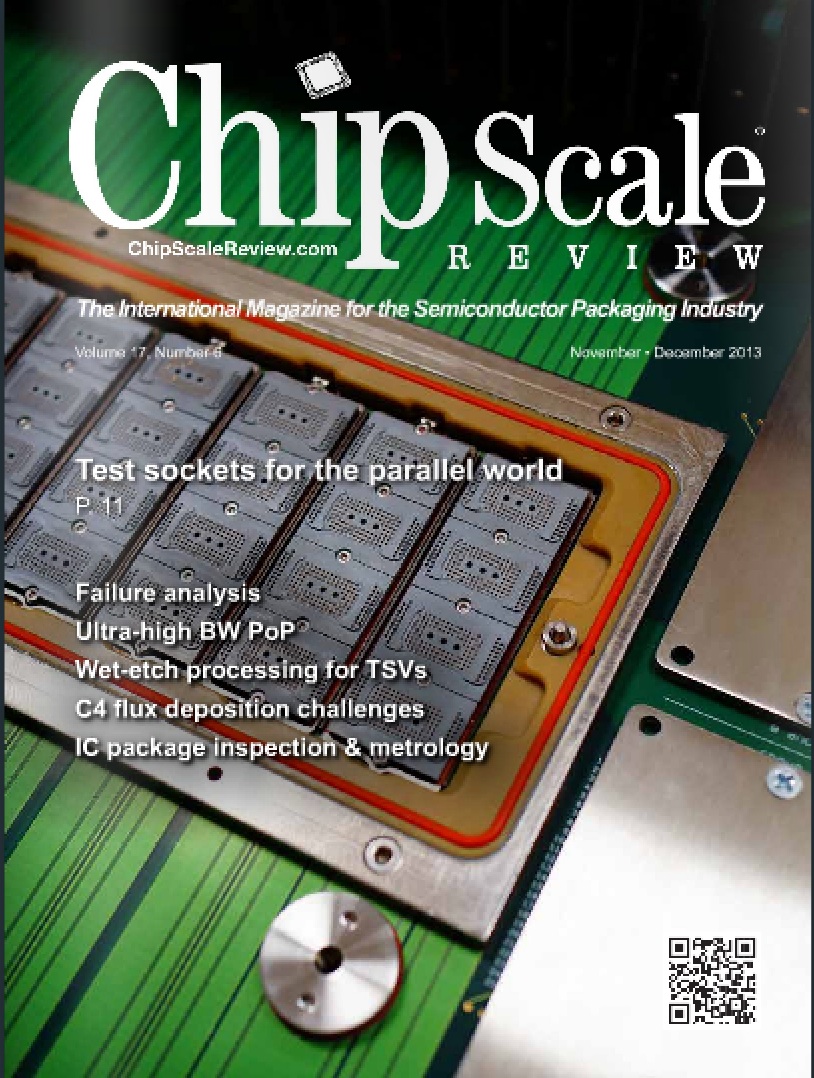 Chip Scale
REVIEW
ChipScaleReview.com
The International Magazine for the Semiconductor Packaging Industry
Volume 17, Number 6
November • December 2013
Test sockets for the parallel world
P. 11
Failure analysis
Ultra-high BW PoP
Wet-etch processing for TSVs
C4 flux deposition challenges
IC package inspection & metrology